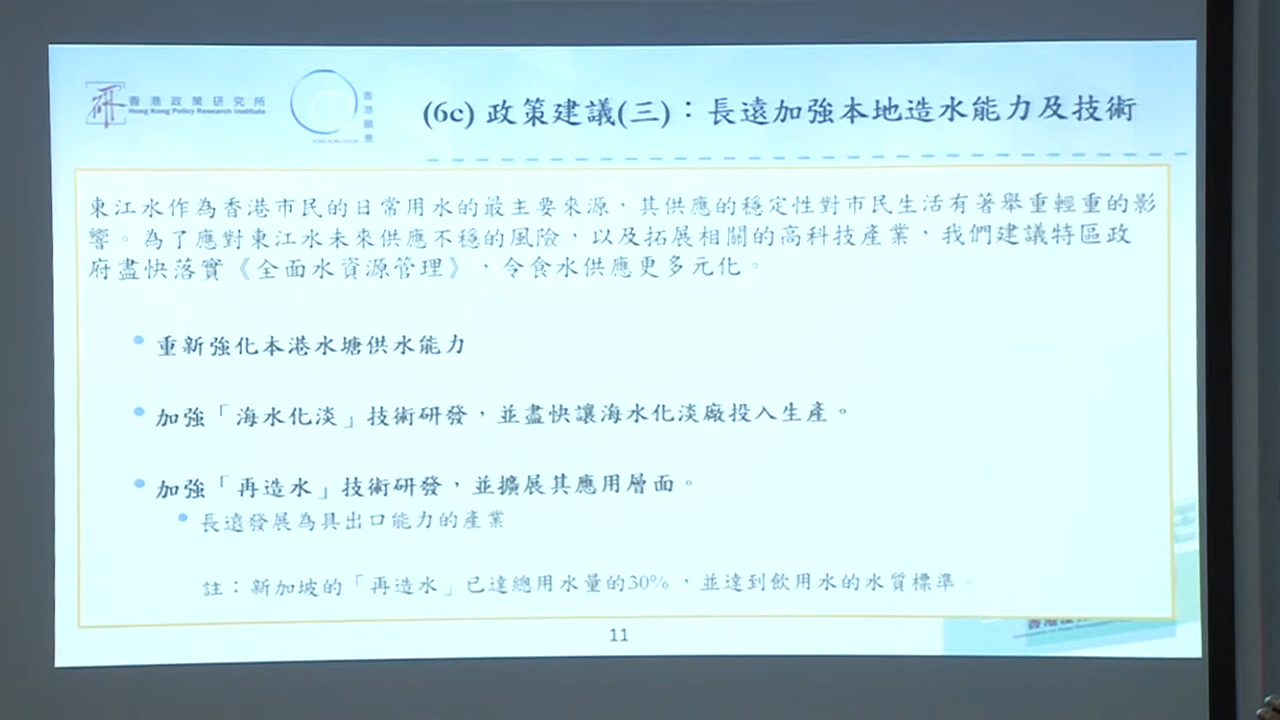 香港政策研究所
Hong Kong Policy Research Institute
香港願景
(6c) 政策建議(三)：長遠加強本地造水能力及技術
東江水作為香港市民的日常用水的最主要來源，其供應的穩定性對市民生活有著舉重輕重的影
響。為了應對東江水未來供應不穩的風險，以及拓展相關的高科技產業，我們建議特區政
府盡快落實《全面水資源管理》，令食水供應更多元化。
重新強化本港水塘供水能力
加強「海水化淡」技術研發，並盡快讓海水化淡廠投入生產。
加強「再造水」技術研發，並擴展其應用層面。
長遠發展為具出口能力的產業
註：新加坡的「再造水」已達總用水量的30%，並達到飲用水的水質標準。
11